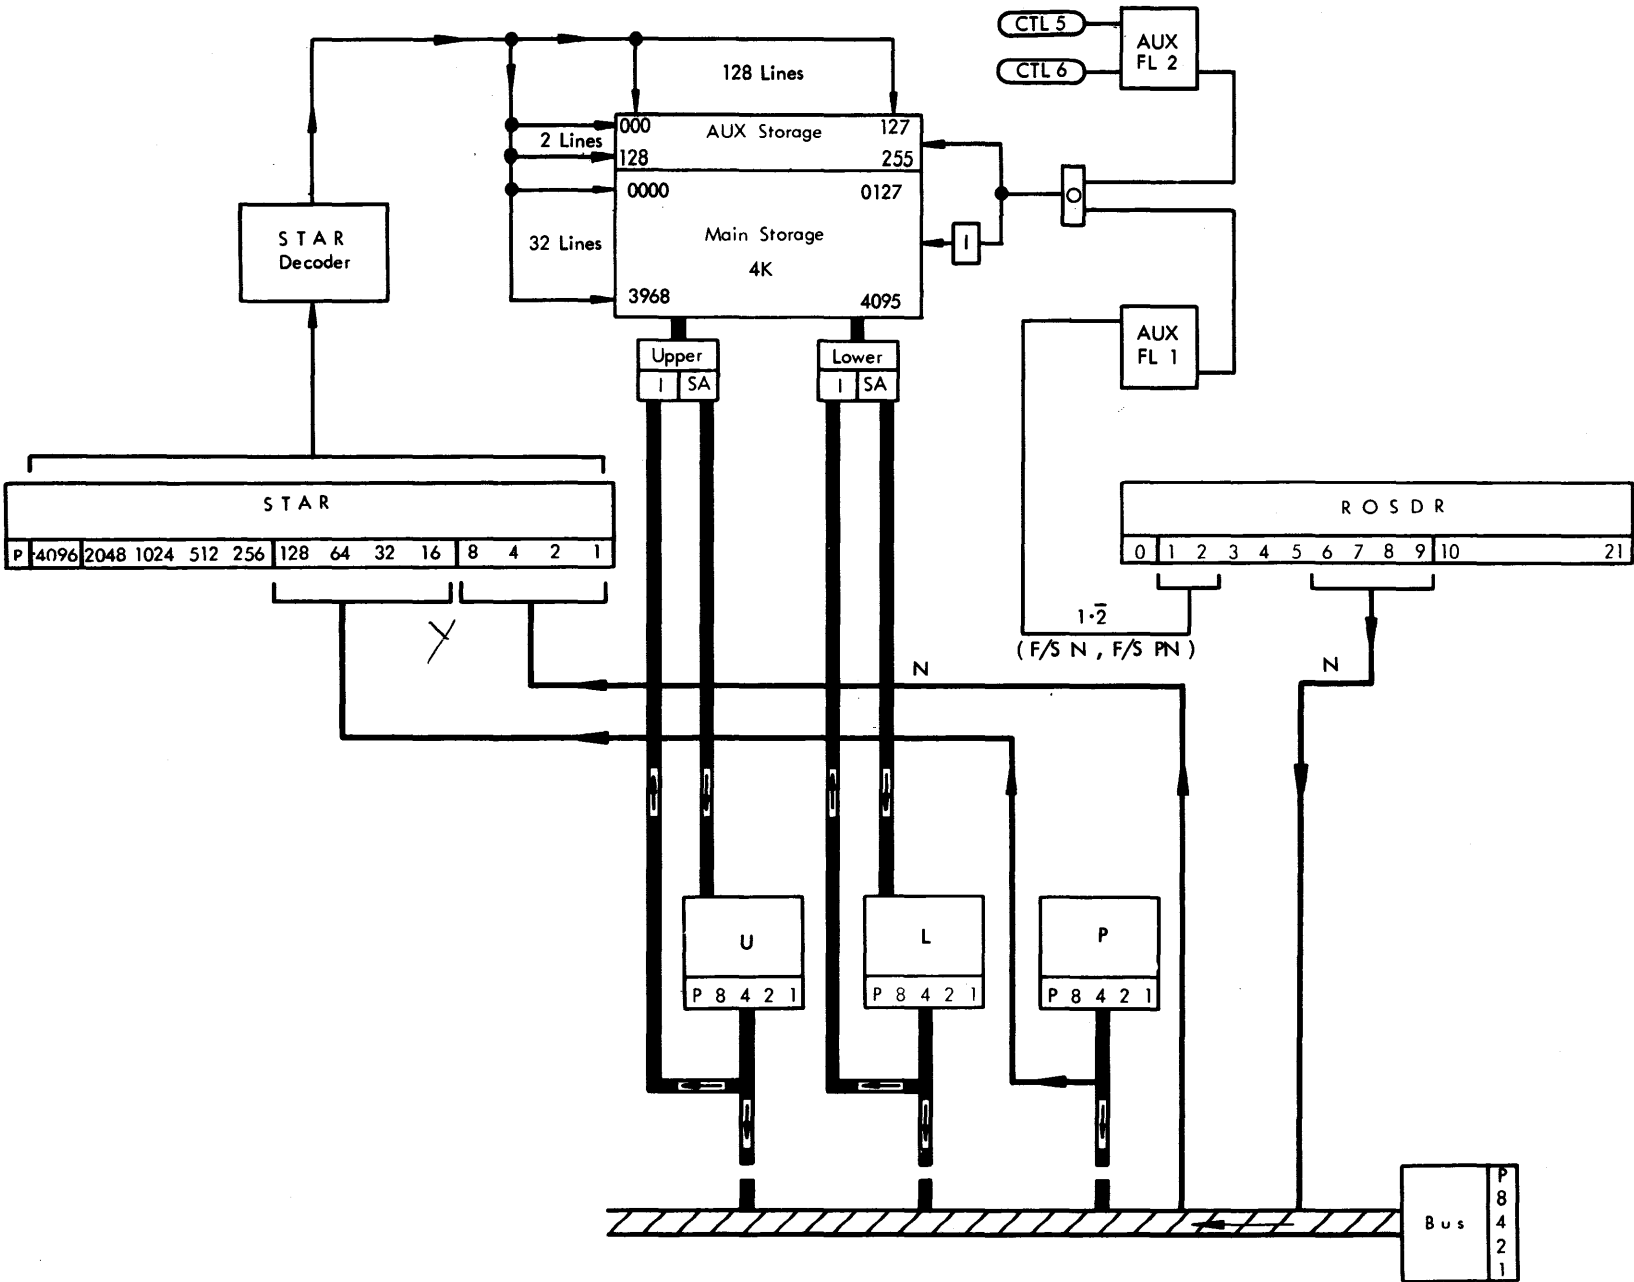 CTL 5
CTL 6
AUX
FL 2
128 Lines
000 AUX Storage 127
2 Lines
128 255
0000 0127
32 Lines
Main Storage
4K
3968 4095
O
I
STAR
Decoder
Upper
I SA
Lower
I SA
AUX
FL 1
STAR
P 4096 2048 1024 512 256 128 64 32 16 8 4 2 1
ROSDR
0 1 2 3 4 5 6 7 8 9 10 21
Y
1·2̄
(F/S N, F/S PN)
N
N
U
P 8 4 2 1
L
P 8 4 2 1
P
P 8 4 2 1
Bus
P
8
4
2
1